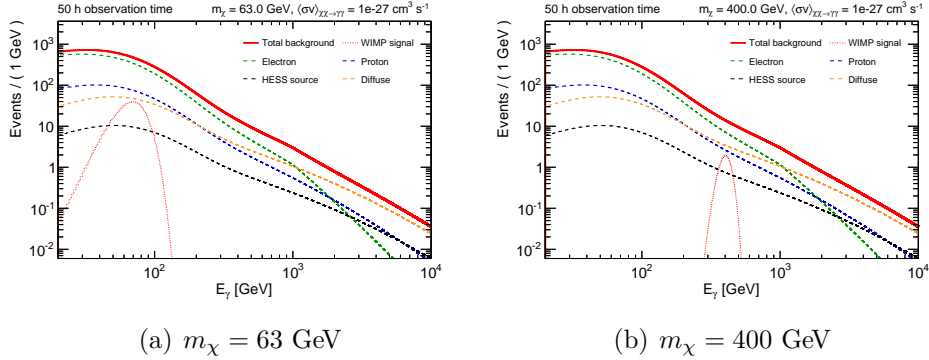 50 h observation time
m_χ = 63.0 GeV, ⟨σv⟩_χχ→γγ = 1e-27 cm³ s⁻¹
Events / ( 1 GeV )
10³
10²
10
1
10⁻¹
10⁻²
Total background
WIMP signal
Electron
Proton
HESS source
Diffuse
10²
10³
10⁴
E_γ [GeV]
(a) m_χ = 63 GeV
50 h observation time
m_χ = 400.0 GeV, ⟨σv⟩_χχ→γγ = 1e-27 cm³ s⁻¹
Events / ( 1 GeV )
10³
10²
10
1
10⁻¹
10⁻²
Total background
WIMP signal
Electron
Proton
HESS source
Diffuse
10²
10³
10⁴
E_γ [GeV]
(b) m_χ = 400 GeV